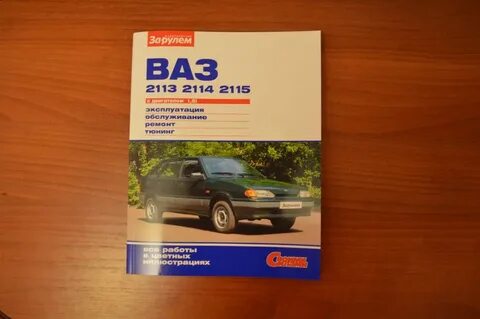 За рулем
ВАЗ
2113 2114 2115
с двигателем 1,6i
эксплуатация
обслуживание
ремонт
тюнинг
все работы
в цветных
иллюстрациях